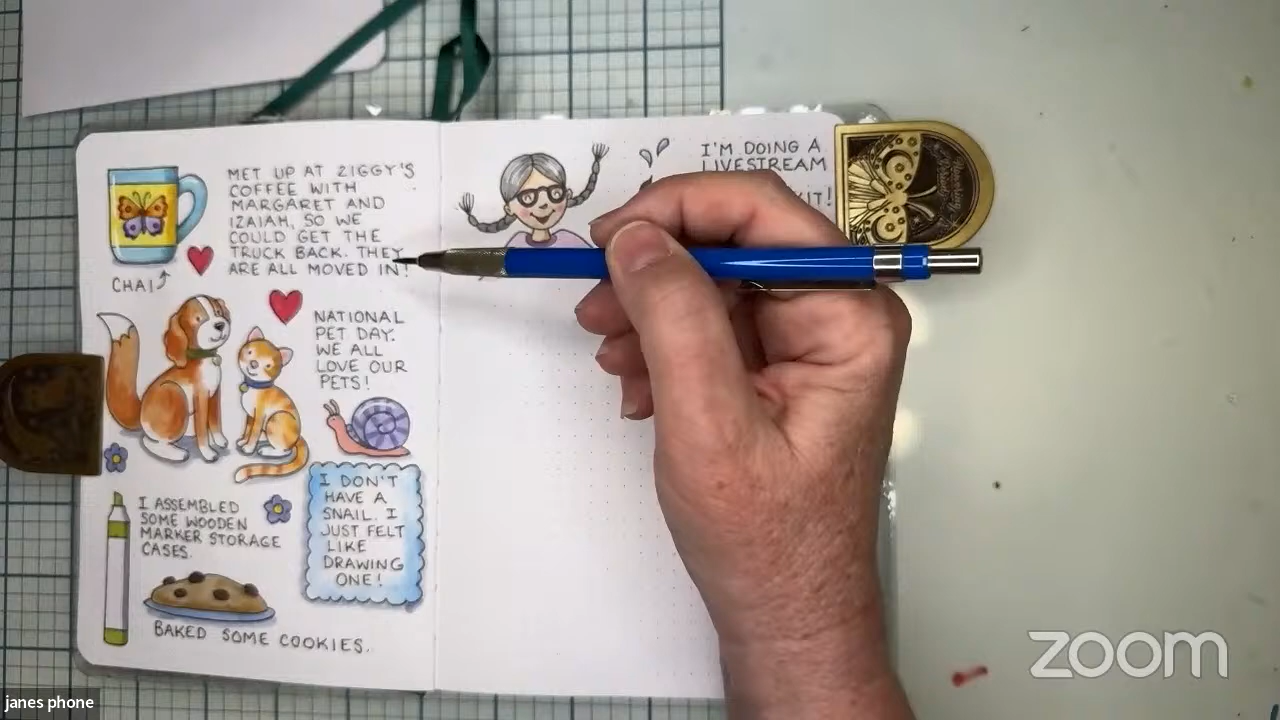 MET UP AT ZIGGY'S
COFFEE WITH
MARGARET AND
IZAIAH, SO WE
COULD GET THE
TRUCK BACK. THEY
ARE ALL MOVED IN!
CHAI
NATIONAL
PET DAY.
WE ALL
LOVE OUR
PETS!
I DON'T
HAVE A
SNAIL. I
JUST FELT
LIKE
DRAWING
ONE!
I ASSEMBLED
SOME WOODEN
MARKER STORAGE
CASES.
BAKED SOME COOKIES.
I'M DOING A
LIVESTREAM
janes phone
zoom